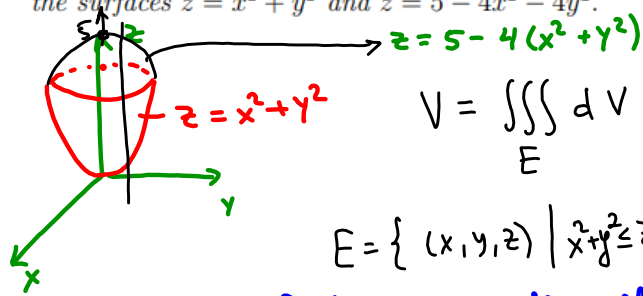 the surfaces z = x² + y² and z = 5 − 4x² − 4y².
5 z
z = 5 - 4(x² + y²)
z = x² + y²
V = ∭ dV
E
y
E = { (x, y, z) | x² + y² ≤ z
x